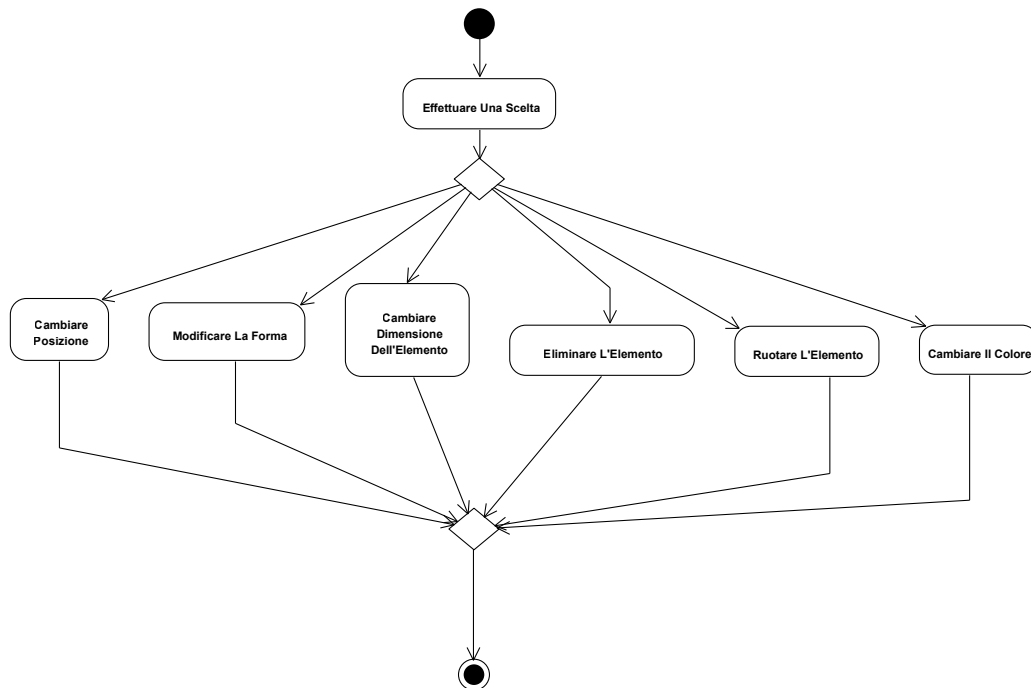 Effettuare Una Scelta
Cambiare
Posizione
Modificare La Forma
Cambiare
Dimensione
Dell'Elemento
Eliminare L'Elemento
Ruotare L'Elemento
Cambiare Il Colore